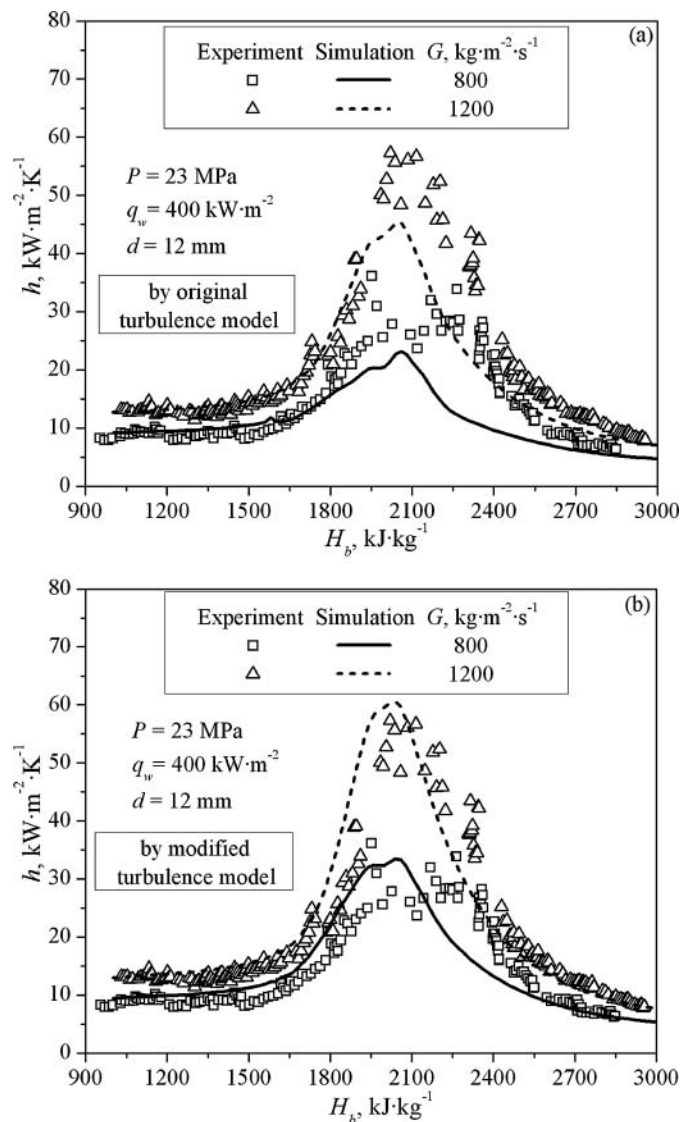 (a)
Experiment Simulation G, kg·m⁻²·s⁻¹
800
1200
P = 23 MPa
q_w = 400 kW·m⁻²
d = 12 mm
by original
turbulence model
h, kW·m⁻²·K⁻¹
80
70
60
50
40
30
20
10
0
900 1200 1500 1800 2100 2400 2700 3000
H_b, kJ·kg⁻¹
(b)
Experiment Simulation G, kg·m⁻²·s⁻¹
800
1200
P = 23 MPa
q_w = 400 kW·m⁻²
d = 12 mm
by modified
turbulence model
h, kW·m⁻²·K⁻¹
80
70
60
50
40
30
20
10
0
900 1200 1500 1800 2100 2400 2700 3000
H_b, kJ·kg⁻¹